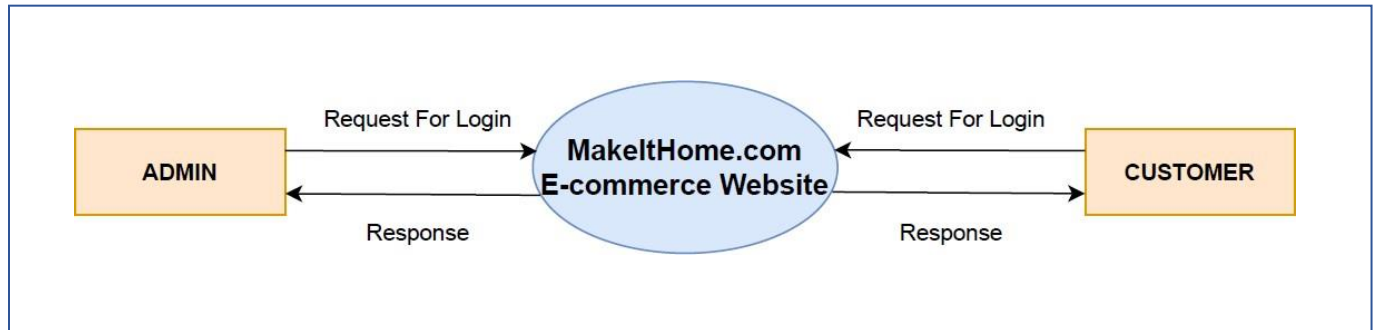 Request For Login
Request For Login
ADMIN
MakeItHome.com
E-commerce Website
CUSTOMER
Response
Response